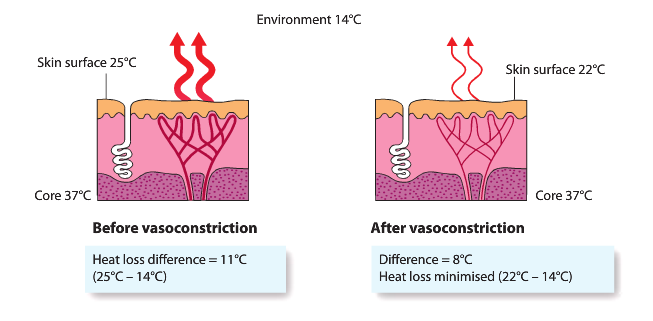 Environment 14°C
Skin surface 25°C
Skin surface 22°C
Core 37°C
Core 37°C
Before vasoconstriction
After vasoconstriction
Heat loss difference = 11°C
(25°C – 14°C)
Difference = 8°C
Heat loss minimised (22°C – 14°C)